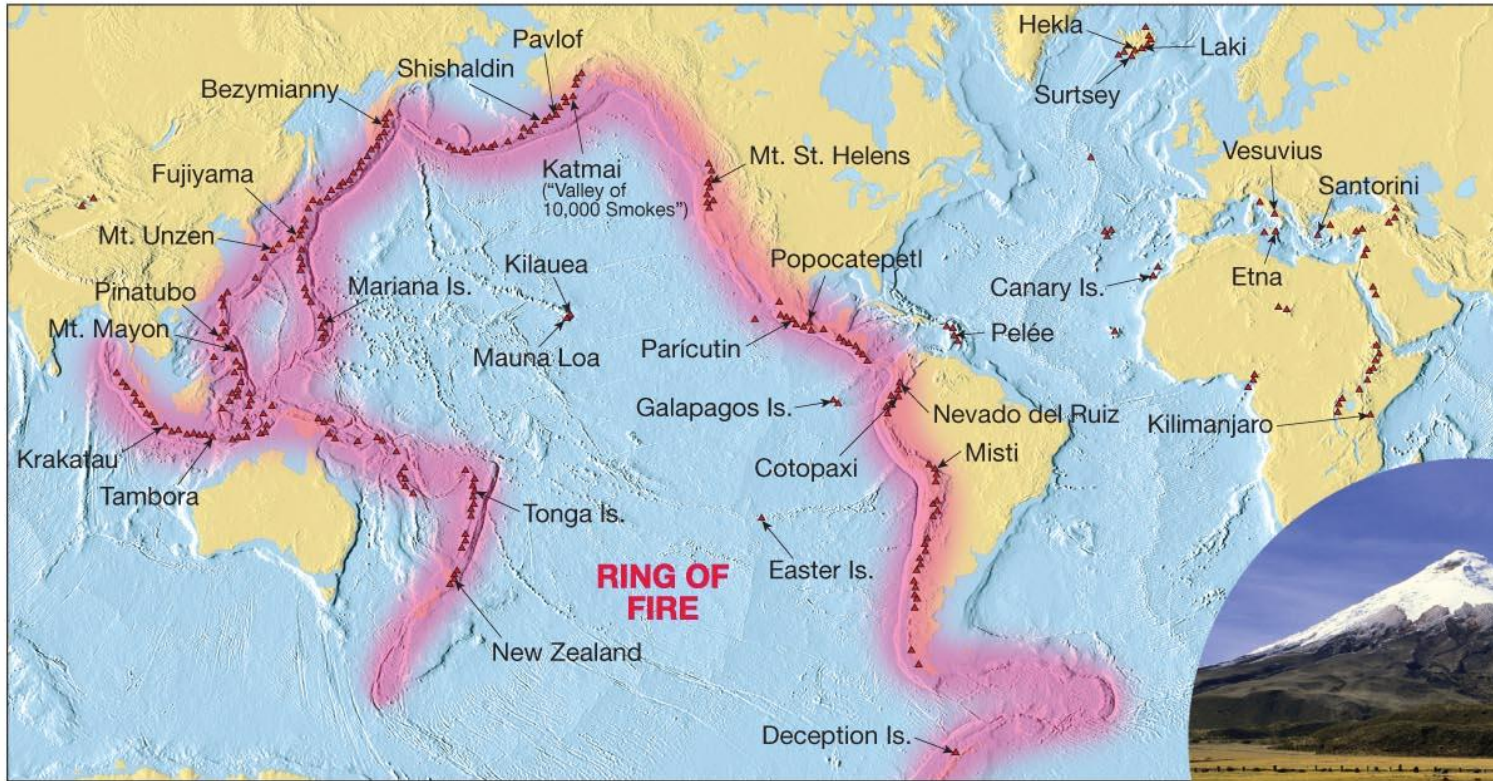 Hekla
Laki
Surtsey
Pavlof
Shishaldin
Bezymianny
Katmai
("Valley of
10,000 Smokes")
Mt. St. Helens
Vesuvius
Santorini
Fujiyama
Mt. Unzen
Etna
Canary Is.
Popocatepetl
Kilauea
Mariana Is.
Pinatubo
Mt. Mayon
Mauna Loa
Parícutin
Pelée
Galapagos Is.
Nevado del Ruiz
Kilimanjaro
Krakatau
Cotopaxi
Misti
Tambora
Tonga Is.
Easter Is.
RING OF
FIRE
New Zealand
Deception Is.